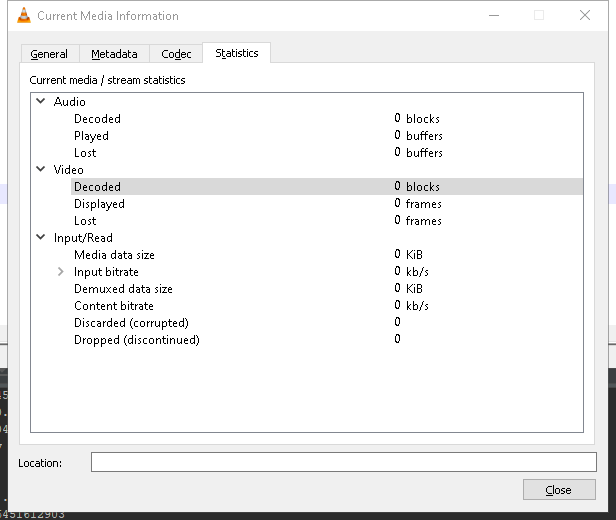 Current Media Information
General Metadata Codec Statistics
Current media / stream statistics
Audio
Decoded 0 blocks
Played 0 buffers
Lost 0 buffers
Video
Decoded 0 blocks
Displayed 0 frames
Lost 0 frames
Input/Read
Media data size 0 KiB
Input bitrate 0 kb/s
Demuxed data size 0 KiB
Content bitrate 0 kb/s
Discarded (corrupted) 0
Dropped (discontinued) 0
Location:
Close
5451612903